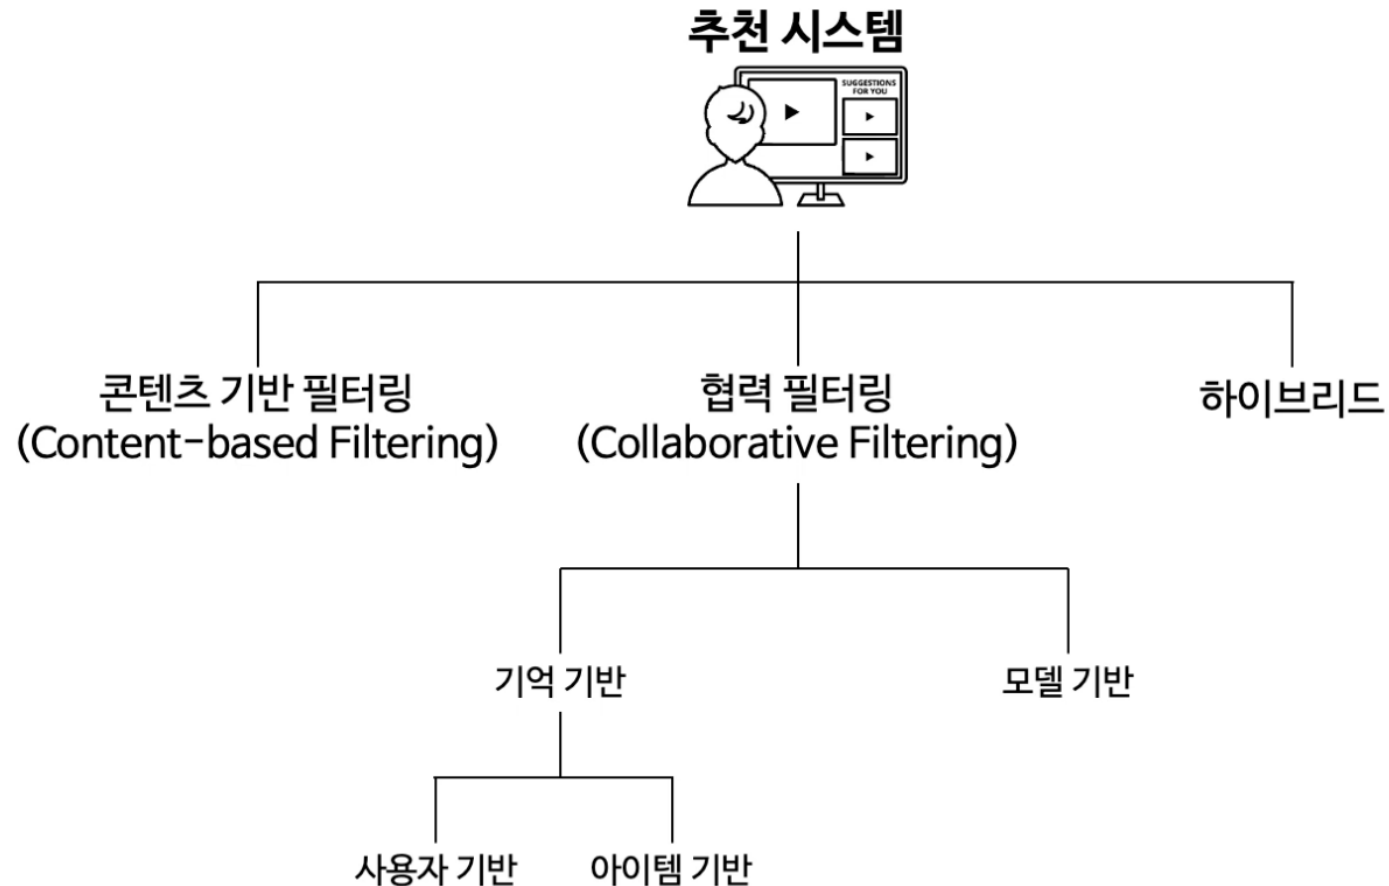 추천 시스템
SUGGESTIONS
FOR YOU
콘텐츠 기반 필터링
(Content-based Filtering)
협력 필터링
(Collaborative Filtering)
하이브리드
기억 기반
모델 기반
사용자 기반
아이템 기반